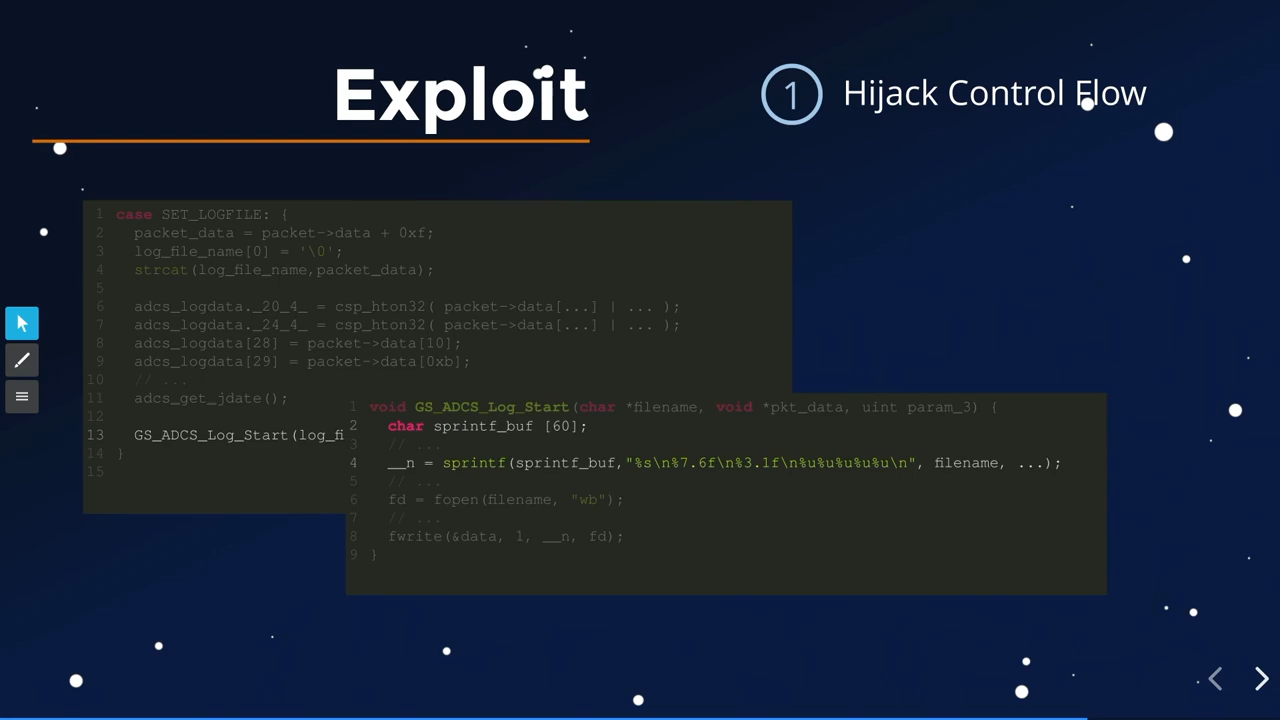 Exploit
1 Hijack Control Flow
1 case SET_LOGFILE: {
2 packet_data = packet->data + 0xf;
3 log_file_name[0] = '\0';
4 strcat(log_file_name,packet_data);
5
6 adcs_logdata._20_4_ = csp_hton32( packet->data[...] | ... );
7 adcs_logdata._24_4_ = csp_hton32( packet->data[...] | ... );
8 adcs_logdata[28] = packet->data[10];
9 adcs_logdata[29] = packet->data[0xb];
10 // ...
11 adcs_get_jdate();
12
13 GS_ADCS_Log_Start(log_fi
14 }
15
1 void GS_ADCS_Log_Start(char *filename, void *pkt_data, uint param_3) {
2 char sprintf_buf [60];
3 // ...
4 __n = sprintf(sprintf_buf,"%s\n%7.6f\n%3.1f\n%u%u%u%u%u\n", filename, ...);
5 // ...
6 fd = fopen(filename, "wb");
7 // ...
8 fwrite(&data, 1, __n, fd);
9 }